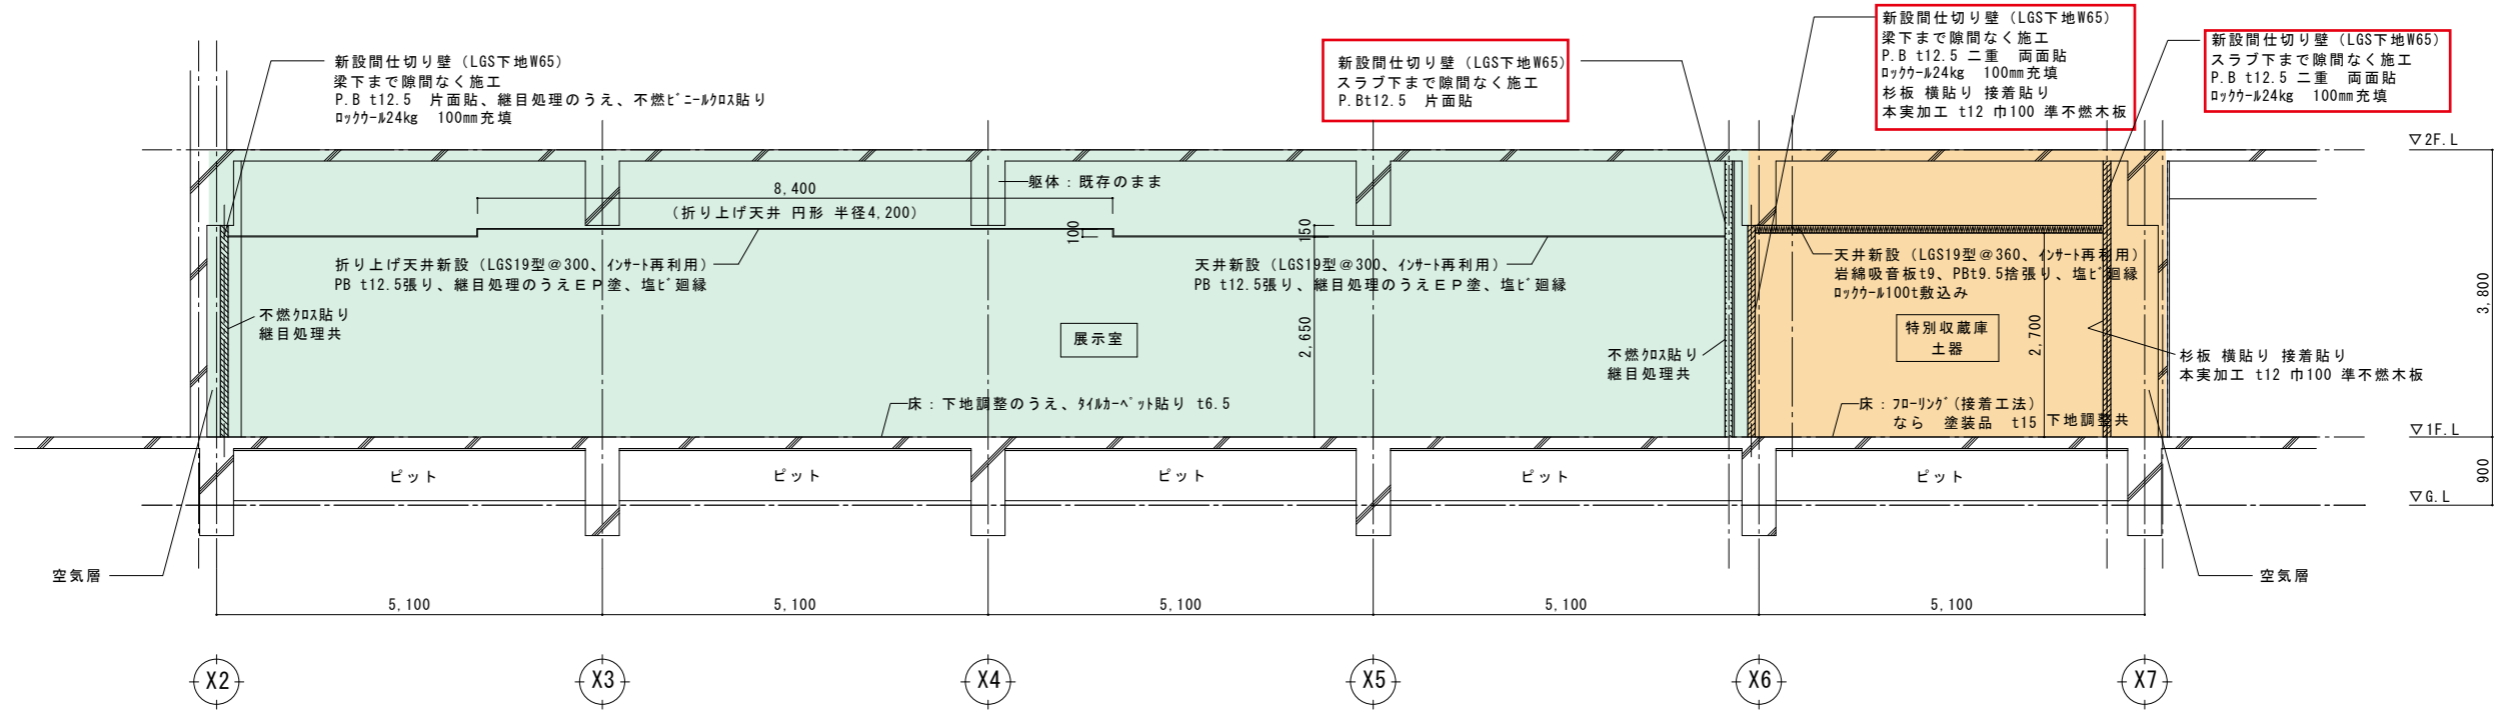 新設間仕切り壁（LGS下地W65）
梁下まで隙間なく施工
P.B t12.5　片面貼、継目処理のうえ、不燃ﾋﾞﾆｰﾙｸﾛｽ貼り
ﾛｯｸｳｰﾙ24kg　100mm充填
新設間仕切り壁（LGS下地W65）
スラブ下まで隙間なく施工
P.Bt12.5　片面貼
新設間仕切り壁（LGS下地W65）
梁下まで隙間なく施工
P.B t12.5 二重　両面貼
ﾛｯｸｳｰﾙ24kg　100mm充填
杉板 横貼り 接着貼り
本実加工 t12 巾100 準不燃木板
新設間仕切り壁（LGS下地W65）
スラブ下まで隙間なく施工
P.B t12.5 二重　両面貼
ﾛｯｸｳｰﾙ24kg　100mm充填
▽2F.L
8,400
（折り上げ天井 円形 半径4,200）
躯体：既存のまま
100
150
折り上げ天井新設（LGS19型@300、ｲﾝｻｰﾄ再利用）
PB t12.5張り、継目処理のうえＥＰ塗、塩ﾋﾞ廻縁
天井新設（LGS19型@300、ｲﾝｻｰﾄ再利用）
PB t12.5張り、継目処理のうえＥＰ塗、塩ﾋﾞ廻縁
天井新設（LGS19型@360、ｲﾝｻｰﾄ再利用）
岩綿吸音板t9、PBt9.5捨張り、塩ﾋﾞ廻縁
ﾛｯｸｳｰﾙ100t敷込み
不燃ｸﾛｽ貼り
継目処理共
展示室
2,650
不燃ｸﾛｽ貼り
継目処理共
特別収蔵庫
土器
2,700
杉板 横貼り 接着貼り
本実加工 t12 巾100 準不燃木板
3,800
床：下地調整のうえ、ﾀｲﾙｶｰﾍﾟｯﾄ貼り t6.5
床：ﾌﾛｰﾘﾝｸﾞ(接着工法)
なら　塗装品　t15 下地調整共
▽1F.L
ピット
ピット
ピット
ピット
ピット
900
▽G.L
空気層
空気層
5,100
5,100
5,100
5,100
5,100
X2
X3
X4
X5
X6
X7